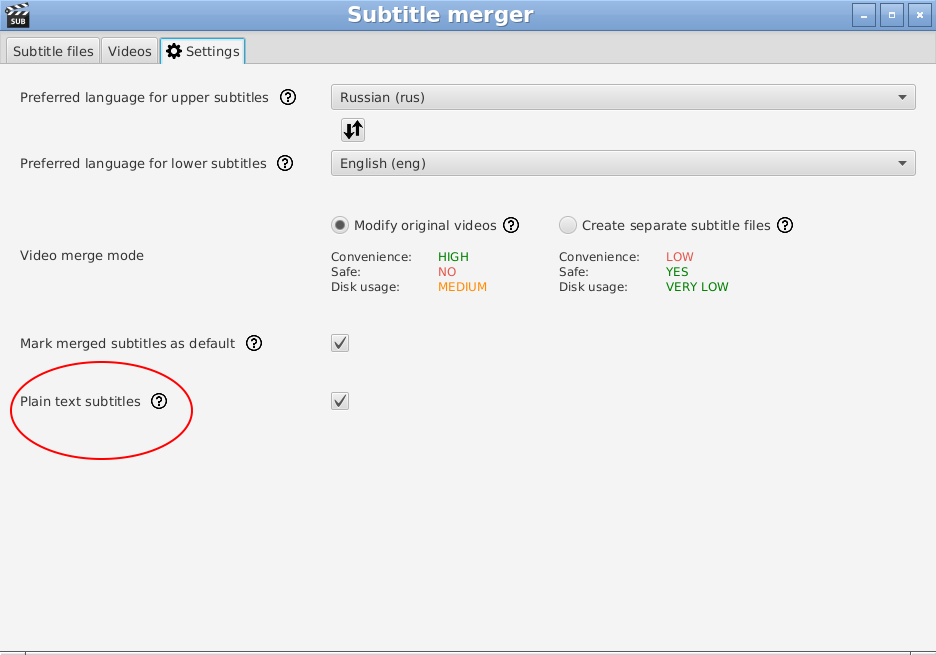 SUB
Subtitle merger
Subtitle files Videos Settings
Preferred language for upper subtitles ? Russian (rus)
Preferred language for lower subtitles ? English (eng)
Modify original videos ? Create separate subtitle files ?
Video merge mode
Convenience: HIGH Convenience: LOW
Safe: NO Safe: YES
Disk usage: MEDIUM Disk usage: VERY LOW
Mark merged subtitles as default ?
Plain text subtitles ?